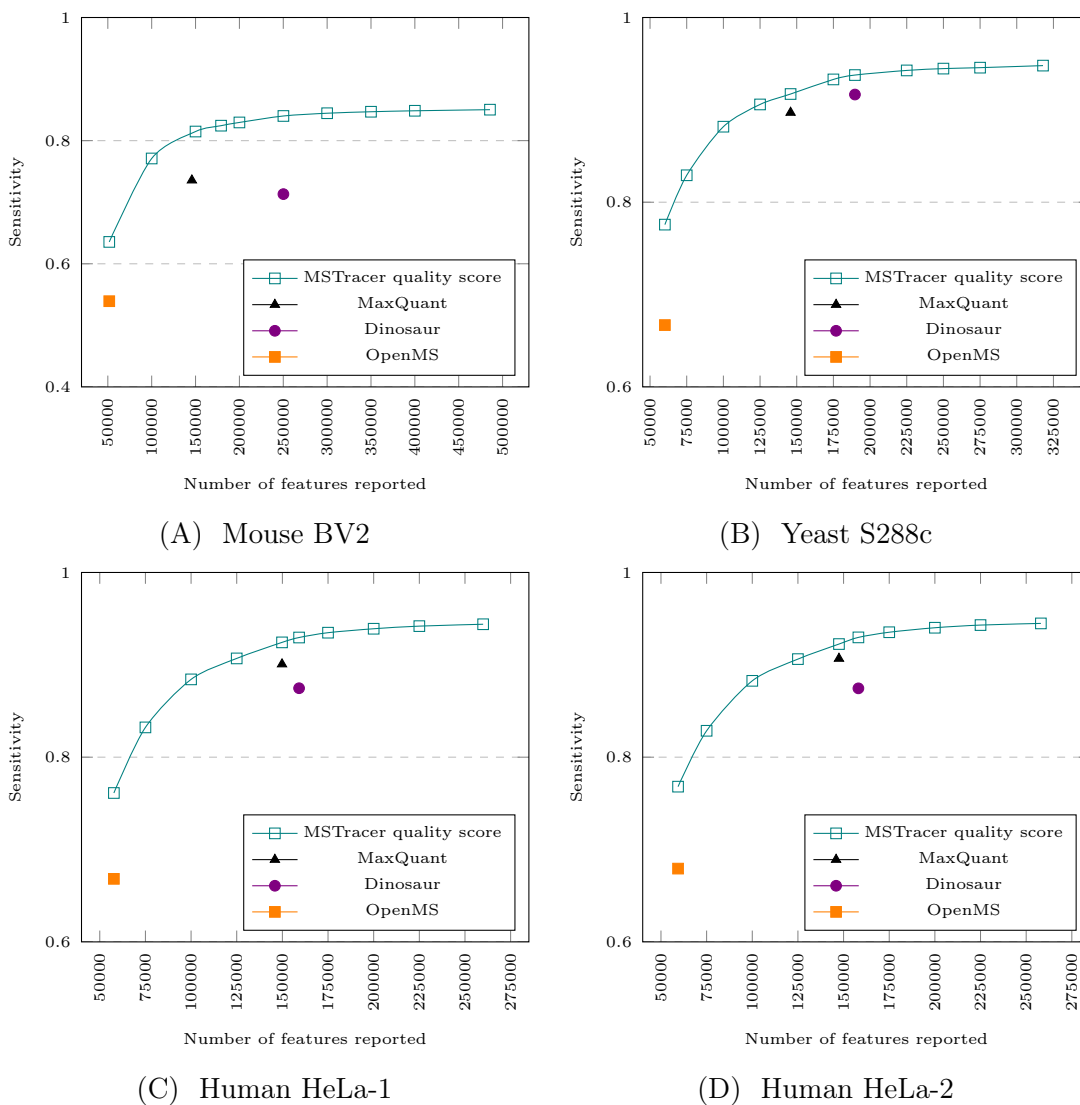 1
0.8
0.6
0.4
Sensitivity
MSTracer quality score
MaxQuant
Dinosaur
OpenMS
50000
100000
150000
200000
250000
300000
350000
400000
450000
500000
Number of features reported
(A) Mouse BV2
1
0.8
0.6
Sensitivity
MSTracer quality score
MaxQuant
Dinosaur
OpenMS
50000
75000
100000
125000
150000
175000
200000
225000
250000
275000
300000
325000
Number of features reported
(B) Yeast S288c
1
0.8
0.6
Sensitivity
MSTracer quality score
MaxQuant
Dinosaur
OpenMS
50000
75000
100000
125000
150000
175000
200000
225000
250000
275000
Number of features reported
(C) Human HeLa-1
1
0.8
0.6
Sensitivity
MSTracer quality score
MaxQuant
Dinosaur
OpenMS
50000
75000
100000
125000
150000
175000
200000
225000
250000
275000
Number of features reported
(D) Human HeLa-2